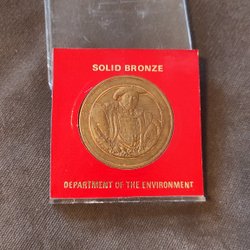 SOLID BRONZE
DEPARTMENT OF THE ENVIRONMENT